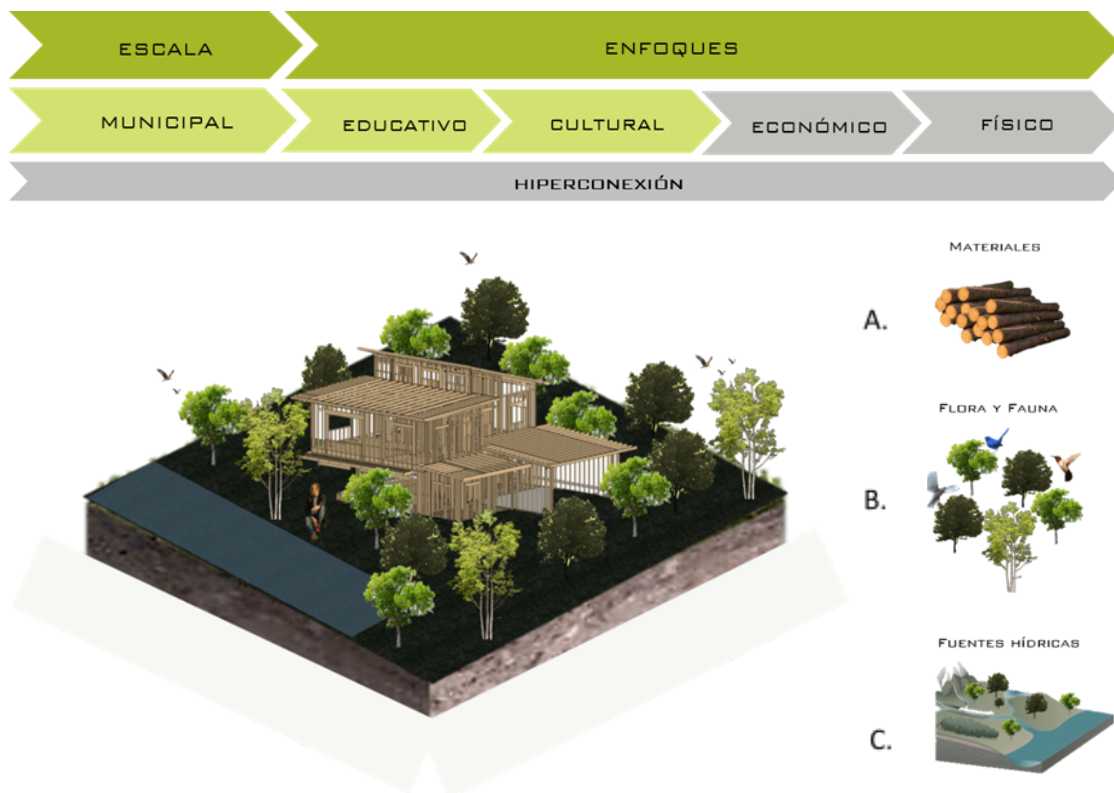 ESCALA
ENFOQUES
MUNICIPAL
EDUCATIVO
CULTURAL
ECONÓMICO
FÍSICO
HIPERCONEXIÓN
MATERIALES
A.
FLORA Y FAUNA
B.
FUENTES HÍDRICAS
C.